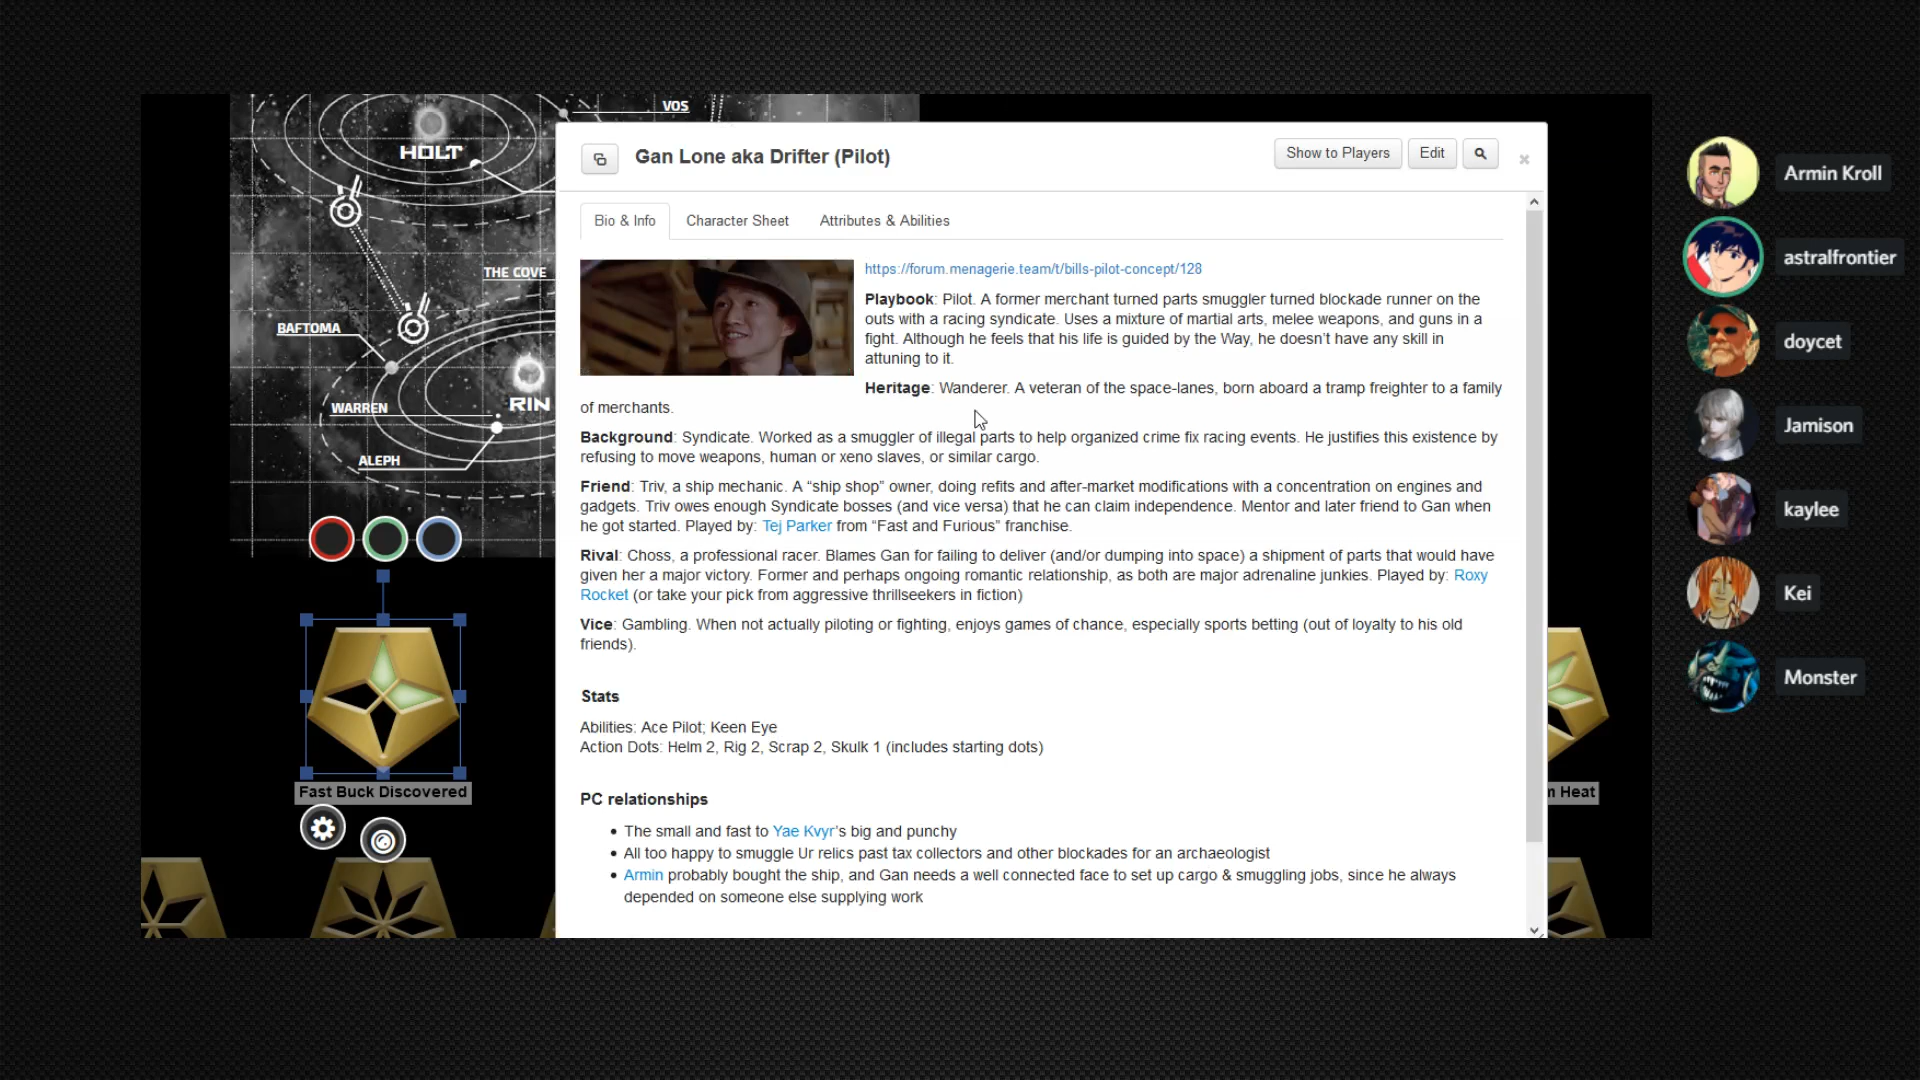 VOS
HOLT
THE COVE
BAFTOMA
WARREN
RIN
ALEPH
Fast Buck Discovered
Gan Lone aka Drifter (Pilot)
Show to Players
Edit
Bio & Info
Character Sheet
Attributes & Abilities
https://forum.menagerie.team/t/bills-pilot-concept/128
Playbook: Pilot. A former merchant turned parts smuggler turned blockade runner on the
outs with a racing syndicate. Uses a mixture of martial arts, melee weapons, and guns in a
fight. Although he feels that his life is guided by the Way, he doesn't have any skill in
attuning to it.
Heritage: Wanderer. A veteran of the space-lanes, born aboard a tramp freighter to a family
of merchants.
Background: Syndicate. Worked as a smuggler of illegal parts to help organized crime fix racing events. He justifies this existence by
refusing to move weapons, human or xeno slaves, or similar cargo.
Friend: Triv, a ship mechanic. A “ship shop” owner, doing refits and after-market modifications with a concentration on engines and
gadgets. Triv owes enough Syndicate bosses (and vice versa) that he can claim independence. Mentor and later friend to Gan when
he got started. Played by: Tej Parker from “Fast and Furious” franchise.
Rival: Choss, a professional racer. Blames Gan for failing to deliver (and/or dumping into space) a shipment of parts that would have
given her a major victory. Former and perhaps ongoing romantic relationship, as both are major adrenaline junkies. Played by: Roxy
Rocket (or take your pick from aggressive thrillseekers in fiction)
Vice: Gambling. When not actually piloting or fighting, enjoys games of chance, especially sports betting (out of loyalty to his old
friends).
Stats
Abilities: Ace Pilot; Keen Eye
Action Dots: Helm 2, Rig 2, Scrap 2, Skulk 1 (includes starting dots)
PC relationships
• The small and fast to Yae Kvyr's big and punchy
• All too happy to smuggle Ur relics past tax collectors and other blockades for an archaeologist
• Armin probably bought the ship, and Gan needs a well connected face to set up cargo & smuggling jobs, since he always
depended on someone else supplying work
Heat
Armin Kroll
astralfrontier
doycet
Jamison
kaylee
Kei
Monster